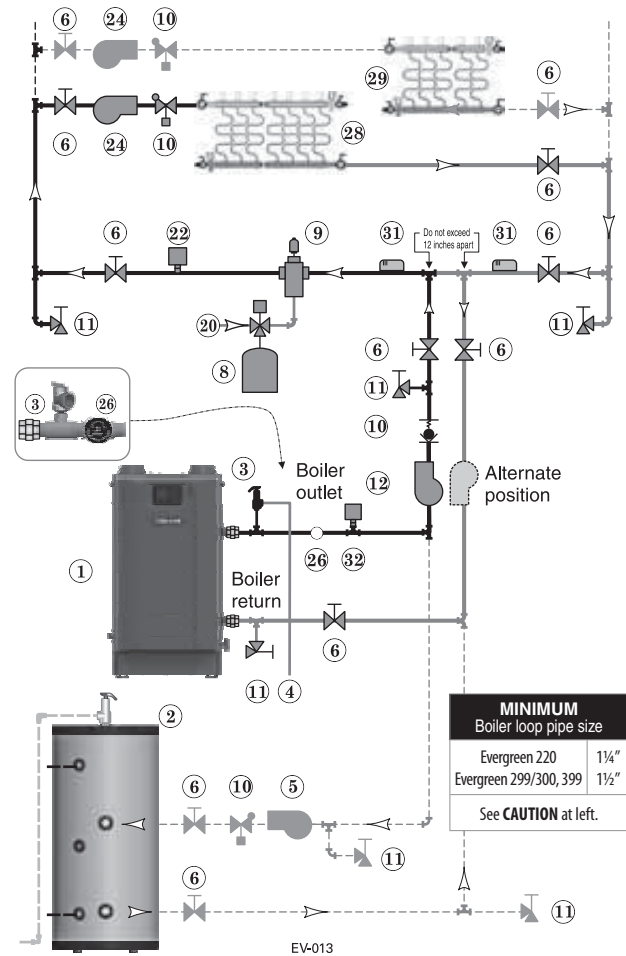 6 24 10
29 6
6 24 10 28
6
6 22 9 31 Do not exceed
12 inches apart 31 6
11 20 8 6 6 11
11
10
3 26
3 Boiler
outlet 12 Alternate
position
1 26 32
Boiler
return
6
11 4
2
MINIMUM
Boiler loop pipe size
Evergreen 220 1¼"
Evergreen 299/300, 399 1½"
See CAUTION at left.
6 10 5
11
6
11
EV-013